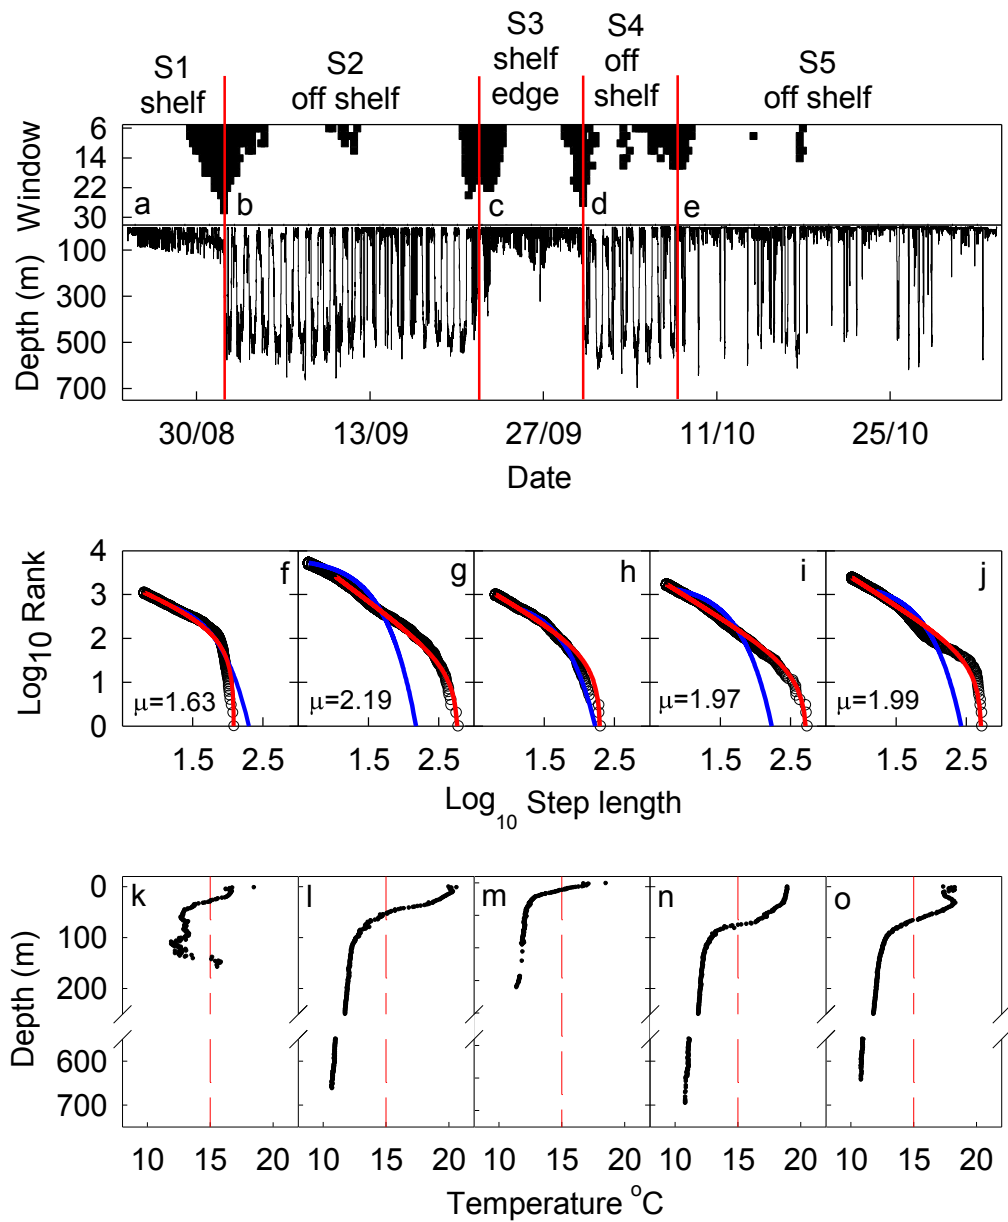 S1
shelf
S2
off shelf
S3
shelf
edge
S4
off
shelf
S5
off shelf
Window
6
14
22
30
a
b
c
d
e
Depth (m)
100
300
500
700
30/08
13/09
27/09
11/10
25/10
Date
Log10 Rank
4
3
2
1
0
f
g
h
i
j
μ=1.63
μ=2.19
μ=1.97
μ=1.99
1.5 2.5 1.5 2.5 1.5 2.5 1.5 2.5 1.5 2.5
Log10 Step length
Depth (m)
0
100
200
600
700
k
l
m
n
o
10 15 20 10 15 20 10 15 20 10 15 20 10 15 20
Temperature °C